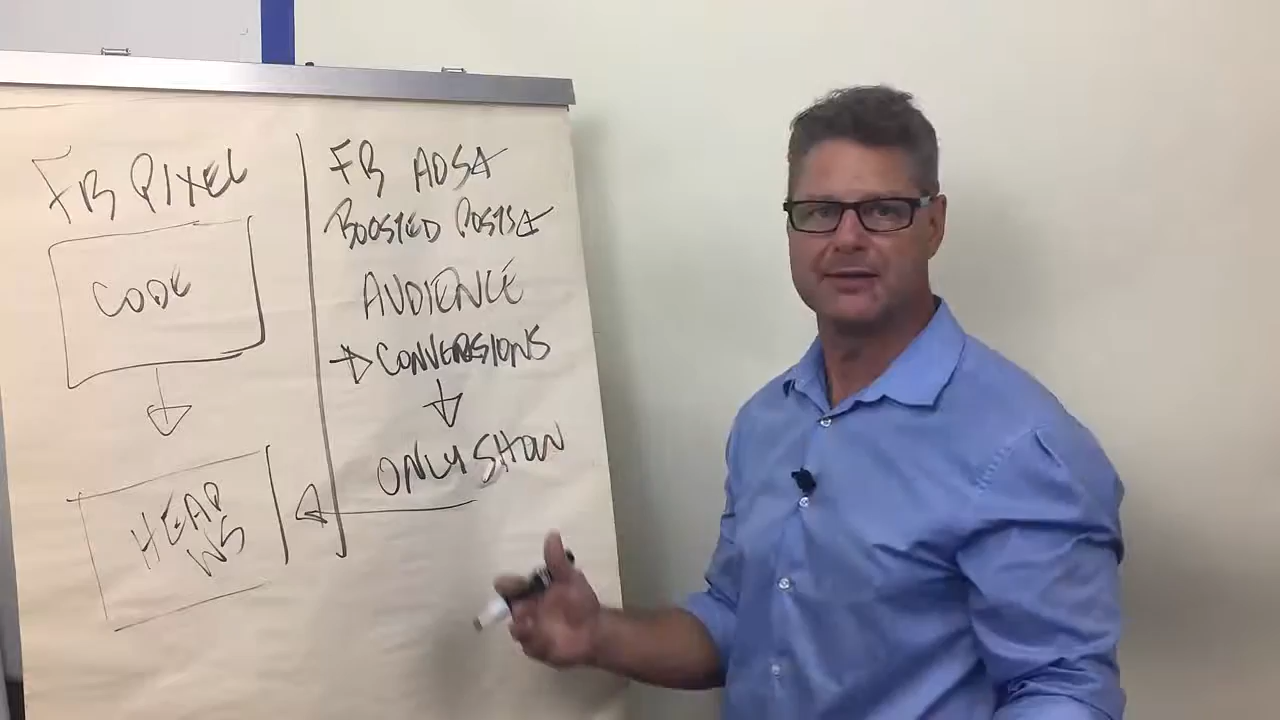 FB PIXEL
CODE
HEAD
WS
FB ADS
BOOSTED POSTS
AUDIENCE
CONVERSIONS
ONLY SHOW